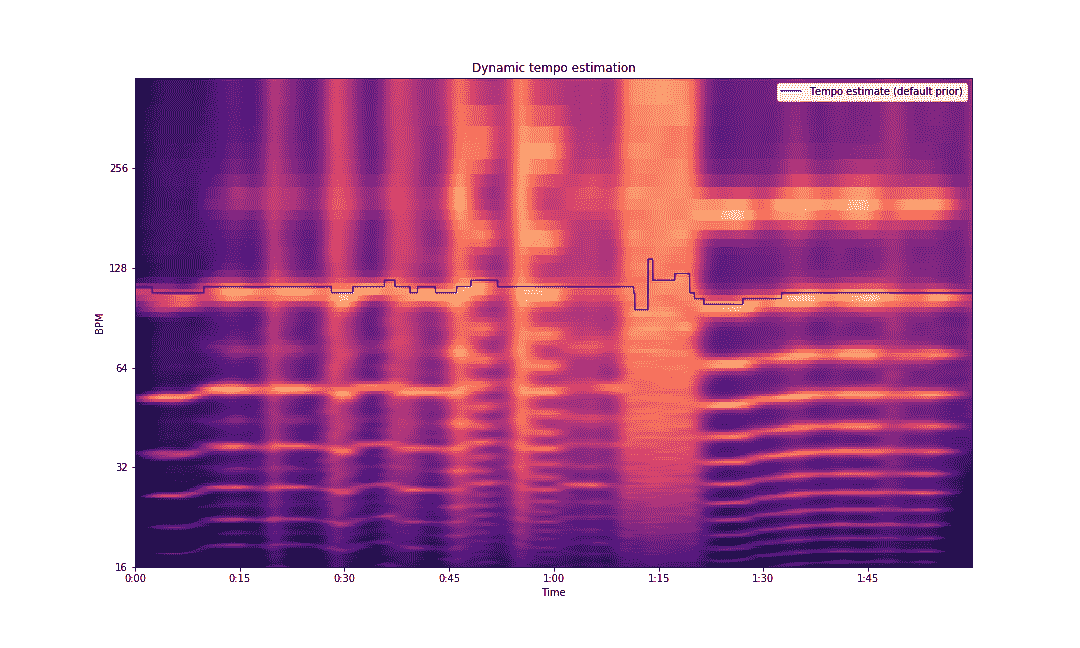 Dynamic tempo estimation
Tempo estimate (default prior)
256
128
BPM
64
32
16
0:00 0:15 0:30 0:45 1:00 1:15 1:30 1:45
Time